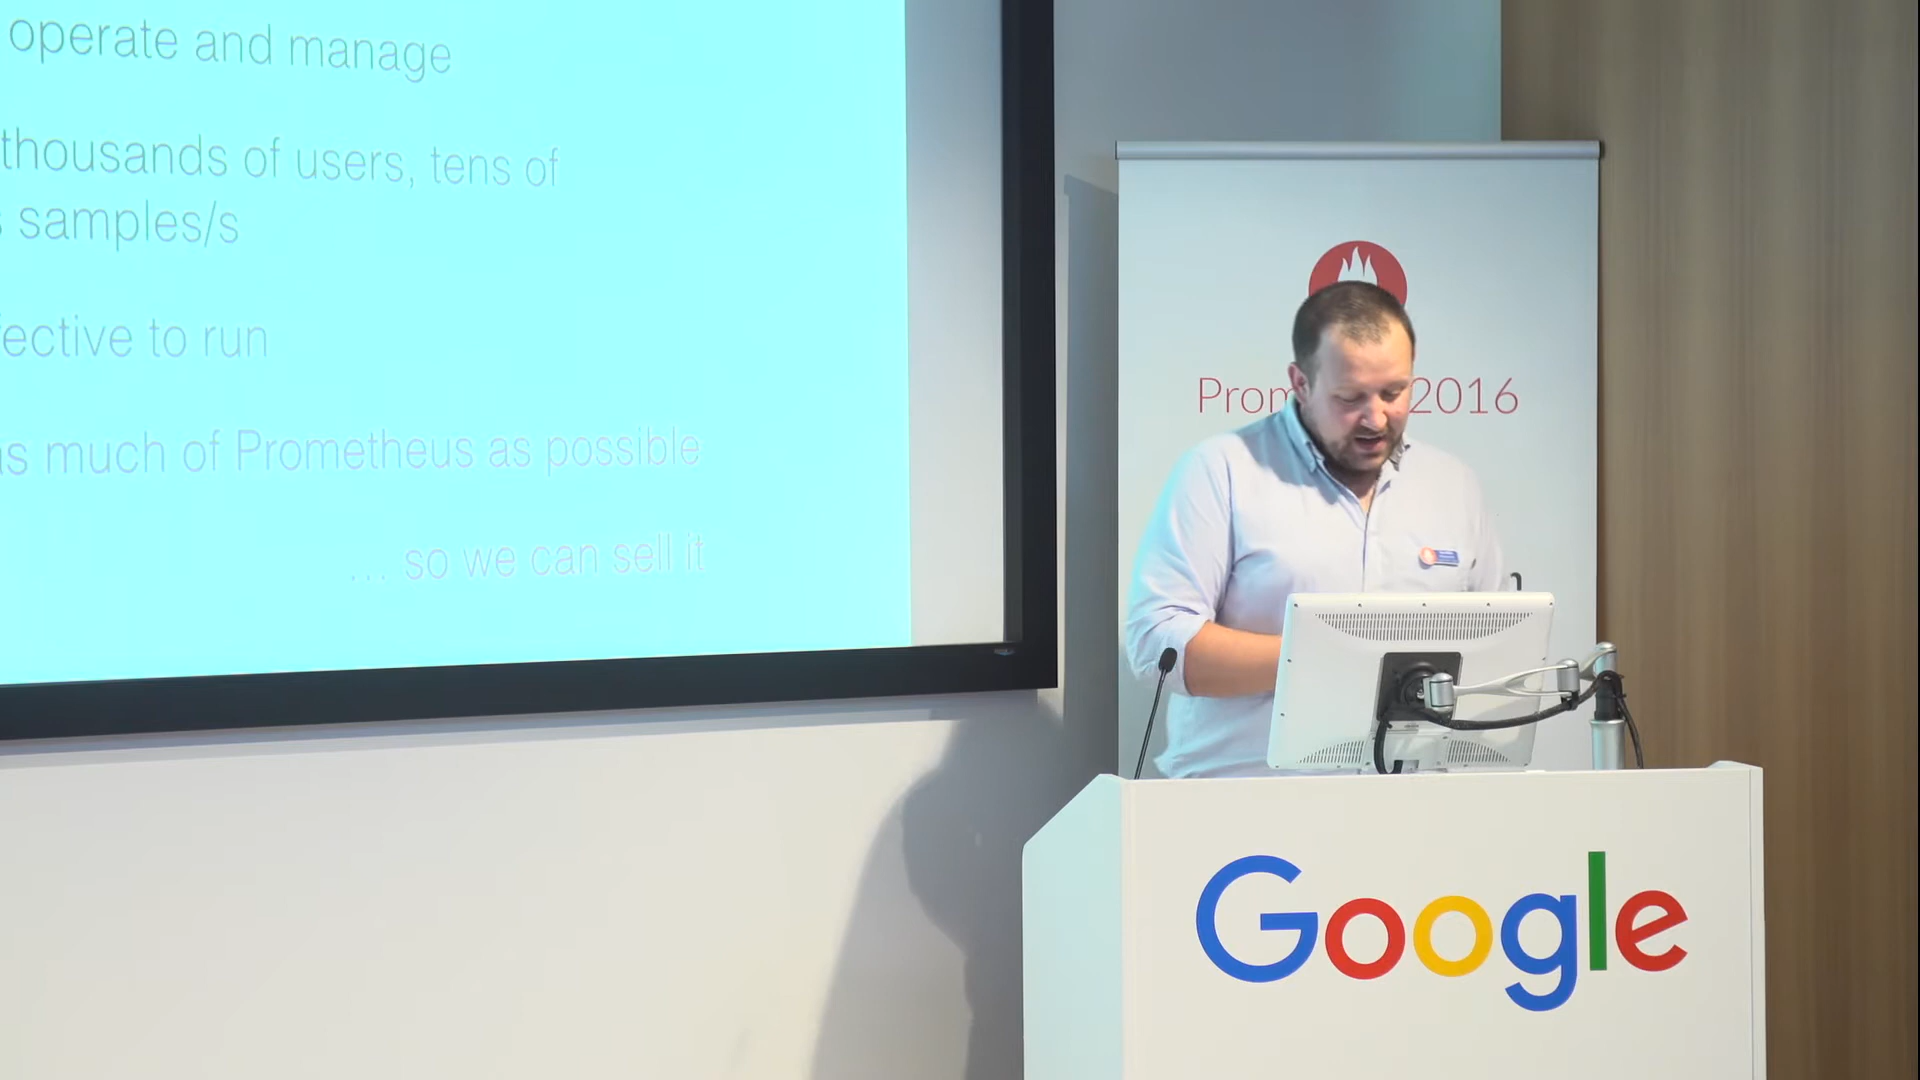 operate and manage
thousands of users, tens of
samples/s
ective to run
as much of Prometheus as possible
... so we can sell it
Prom 2016
Google